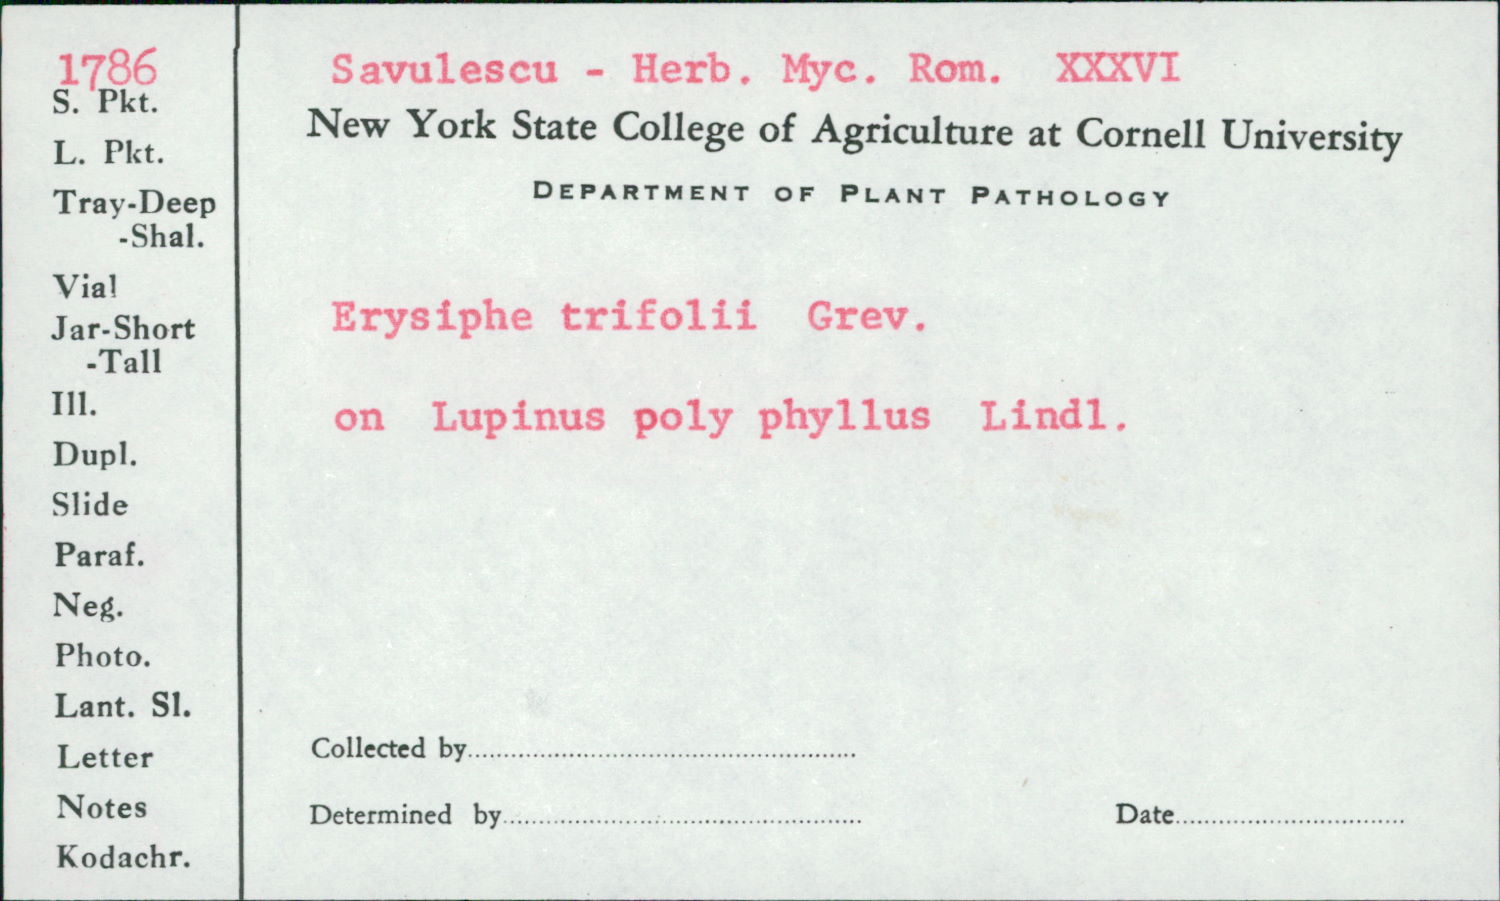 1786
S. Pkt.
L. Pkt.
Tray-Deep
-Shal.
Vial
Jar-Short
-Tall
Ill.
Dupl.
Slide
Paraf.
Neg.
Photo.
Lant. Sl.
Letter
Notes
Kodachr.
Savulescu - Herb. Myc. Rom. XXXVI
New York State College of Agriculture at Cornell University
DEPARTMENT OF PLANT PATHOLOGY
Erysiphe trifolii Grev.
on Lupinus poly phyllus Lindl.
Collected by
Determined by
Date